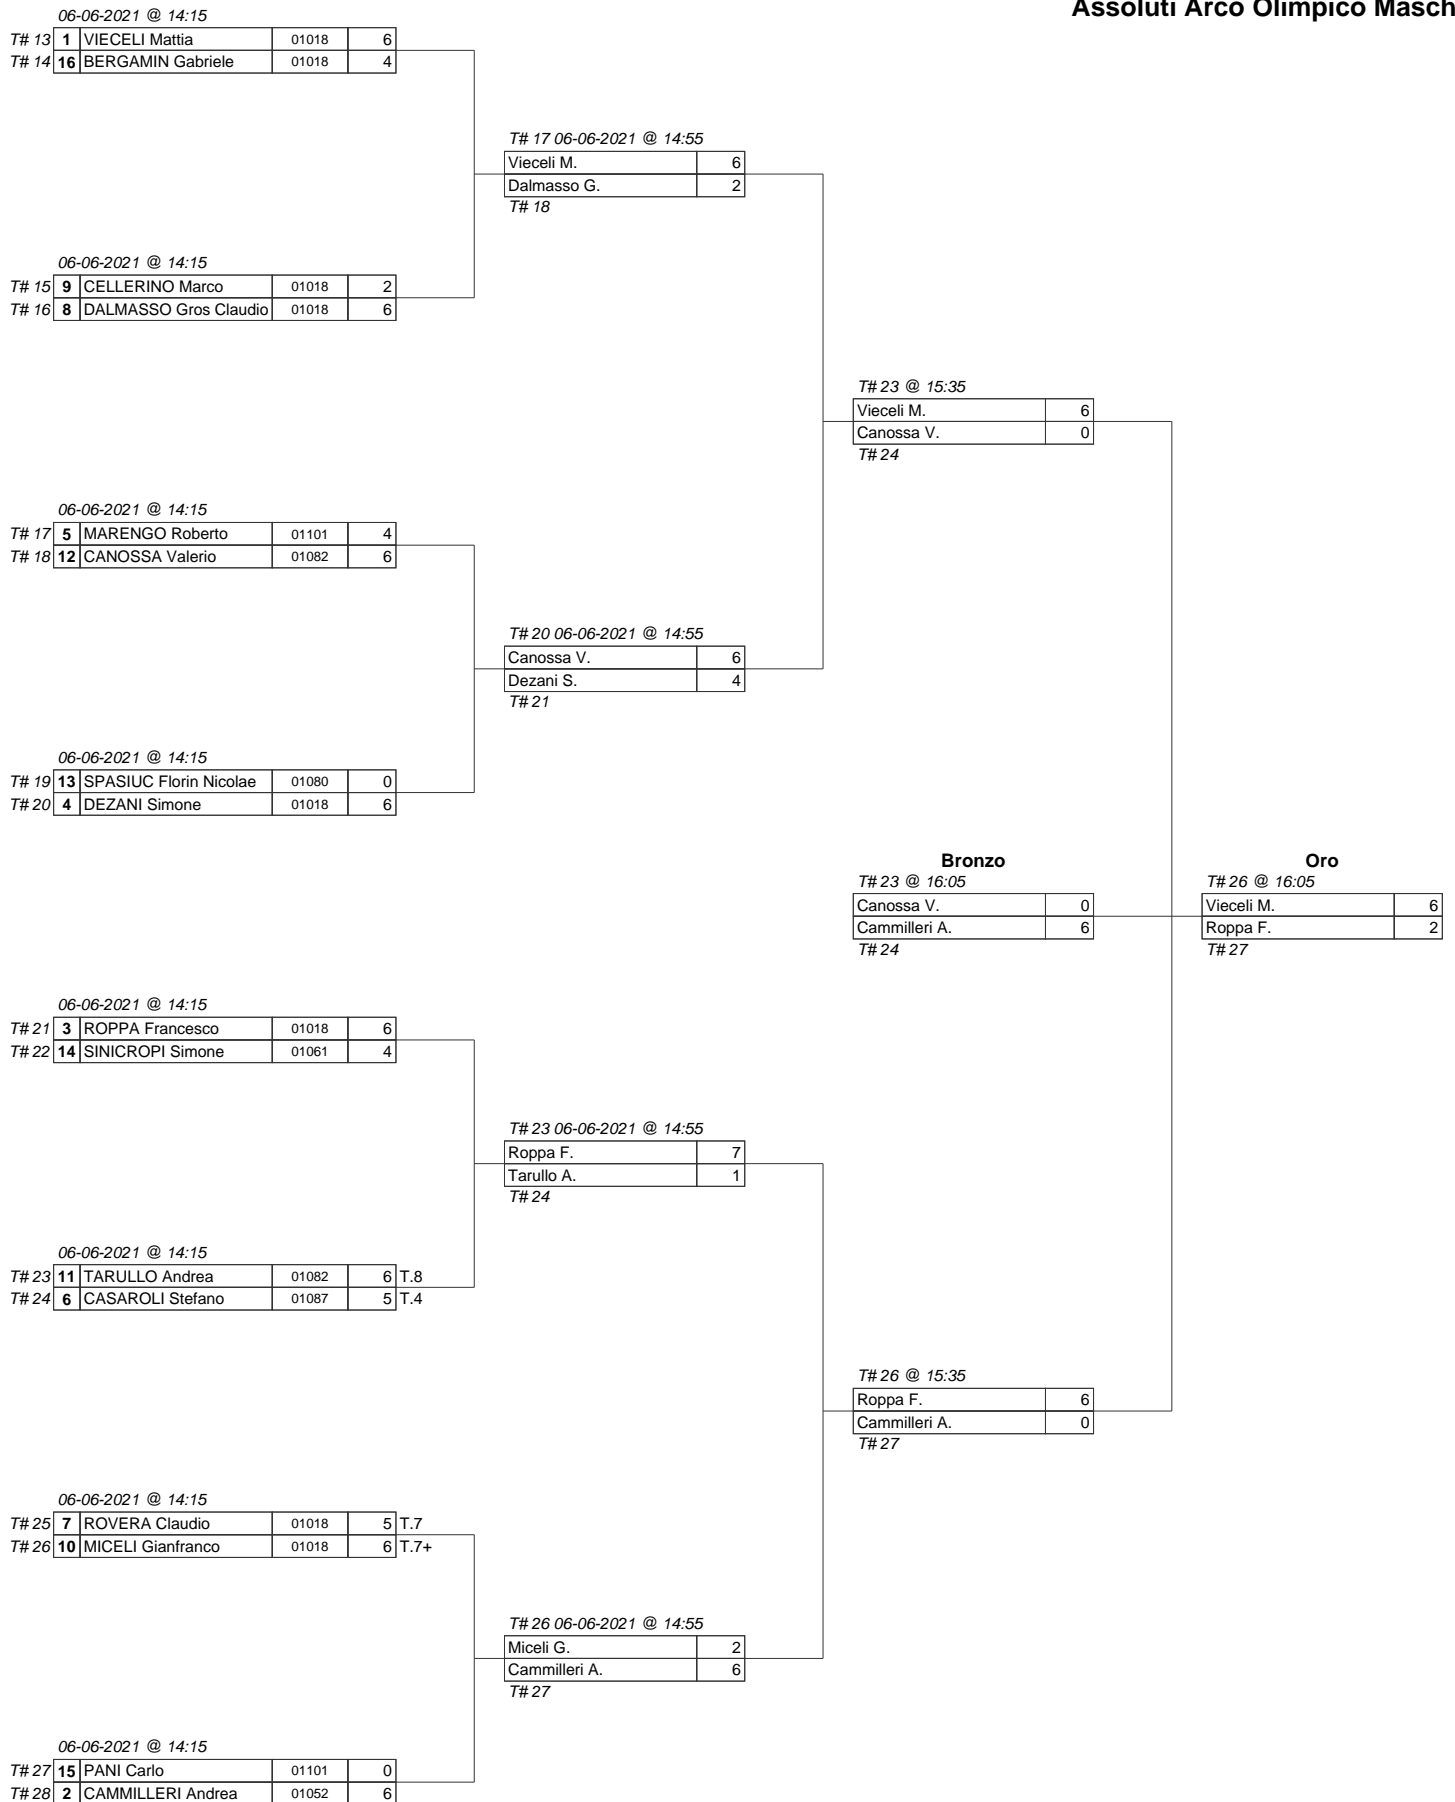 Assoluti Arco Olimpico Masch
06-06-2021 @ 14:15
T# 13 1 VIECELI Mattia 01018 6
T# 14 16 BERGAMIN Gabriele 01018 4
T# 17 06-06-2021 @ 14:55
Vieceli M. 6
Dalmasso G. 2
T# 18
06-06-2021 @ 14:15
T# 15 9 CELLERINO Marco 01018 2
T# 16 8 DALMASSO Gros Claudio 01018 6
T# 23 @ 15:35
Vieceli M. 6
Canossa V. 0
T# 24
06-06-2021 @ 14:15
T# 17 5 MARENGO Roberto 01101 4
T# 18 12 CANOSSA Valerio 01082 6
T# 20 06-06-2021 @ 14:55
Canossa V. 6
Dezani S. 4
T# 21
06-06-2021 @ 14:15
T# 19 13 SPASIUC Florin Nicolae 01080 0
T# 20 4 DEZANI Simone 01018 6
Bronzo Oro
T# 23 @ 16:05 T# 26 @ 16:05
Canossa V. 0 Vieceli M. 6
Cammilleri A. 6 Roppa F. 2
T# 24 T# 27
06-06-2021 @ 14:15
T# 21 3 ROPPA Francesco 01018 6
T# 22 14 SINICROPI Simone 01061 4
T# 23 06-06-2021 @ 14:55
Roppa F. 7
Tarullo A. 1
T# 24
06-06-2021 @ 14:15
T# 23 11 TARULLO Andrea 01082 6 T.8
T# 24 6 CASAROLI Stefano 01087 5 T.4
T# 26 @ 15:35
Roppa F. 6
Cammilleri A. 0
T# 27
06-06-2021 @ 14:15
T# 25 7 ROVERA Claudio 01018 5 T.7
T# 26 10 MICELI Gianfranco 01018 6 T.7+
T# 26 06-06-2021 @ 14:55
Miceli G. 2
Cammilleri A. 6
T# 27
06-06-2021 @ 14:15
T# 27 15 PANI Carlo 01101 0
T# 28 2 CAMMILLERI Andrea 01052 6